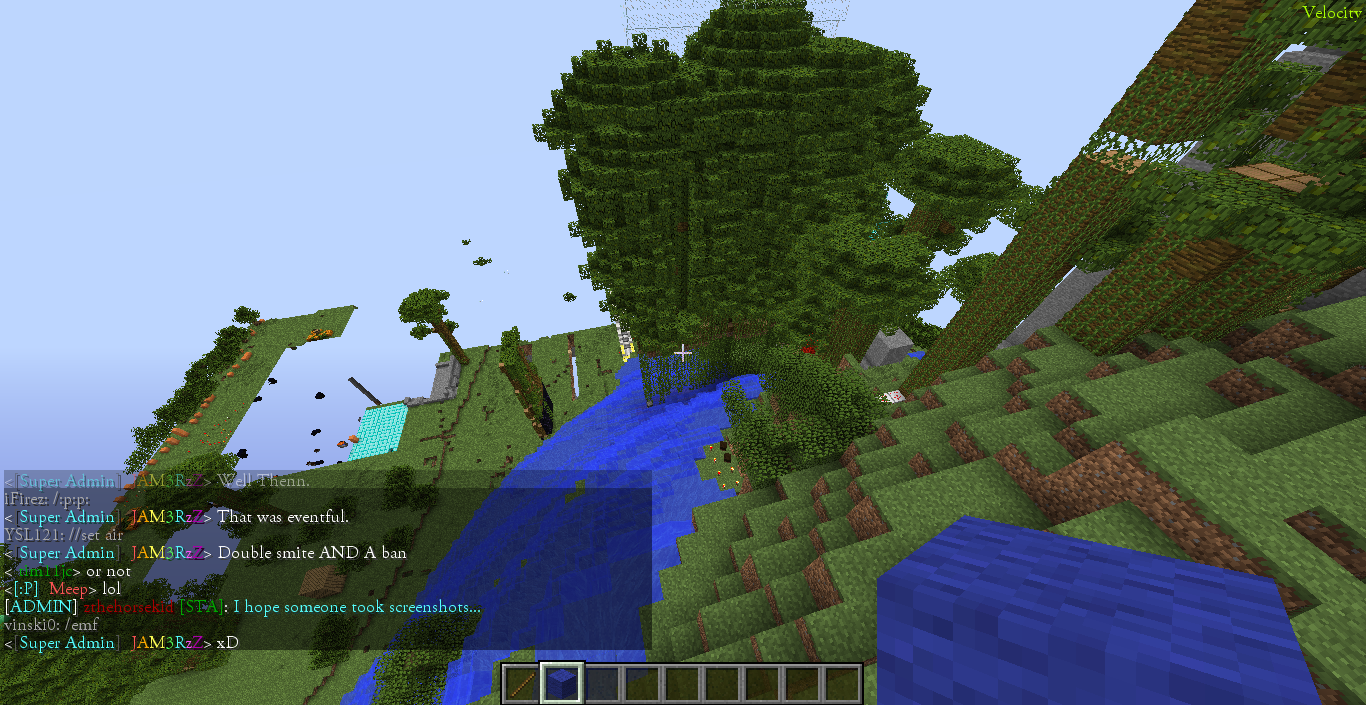 Velocity
<[Super Admin] JAM3RzZ> Well Thenn.
iFirez: /:p:p:
<[Super Admin] JAM3RzZ> That was eventful.
YSL121: //set air
<[Super Admin] JAM3RzZ> Double smite AND A ban
<tim11jc> or not
<[:P] Meep> lol
[ADMIN] zthehorsekid [STA]: I hope someone took screenshots...
vinski0: /emf
<[Super Admin] JAM3RzZ> xD